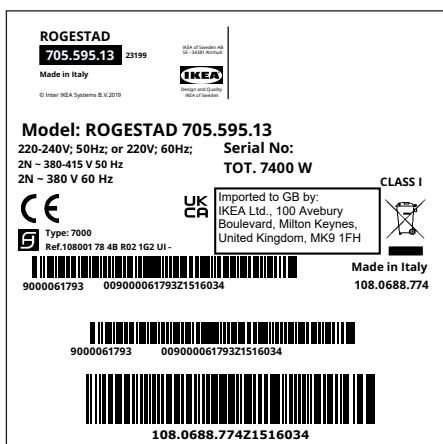 ROGESTAD
705.595.13 23199
Made in Italy
© Inter IKEA Systems B.V.2019
IKEA of Sweden AB
SE - 34381 Almhult
IKEA
Design and Quality
IKEA of Sweden
Model: ROGESTAD 705.595.13
220-240V; 50Hz; or 220V; 60Hz;
2N ~ 380-415 V 50 Hz
2N ~ 380 V 60 Hz
Serial No:
TOT. 7400 W
CLASS I
CE
UK
CA
Imported to GB by:
IKEA Ltd., 100 Avebury
Boulevard, Milton Keynes,
United Kingdom, MK9 1FH
Type: 7000
Ref.108001 78 4B R02 1G2 UI -
Made in Italy
108.0688.774
9000061793 009000061793Z1516034
9000061793 009000061793Z1516034
108.0688.774Z1516034